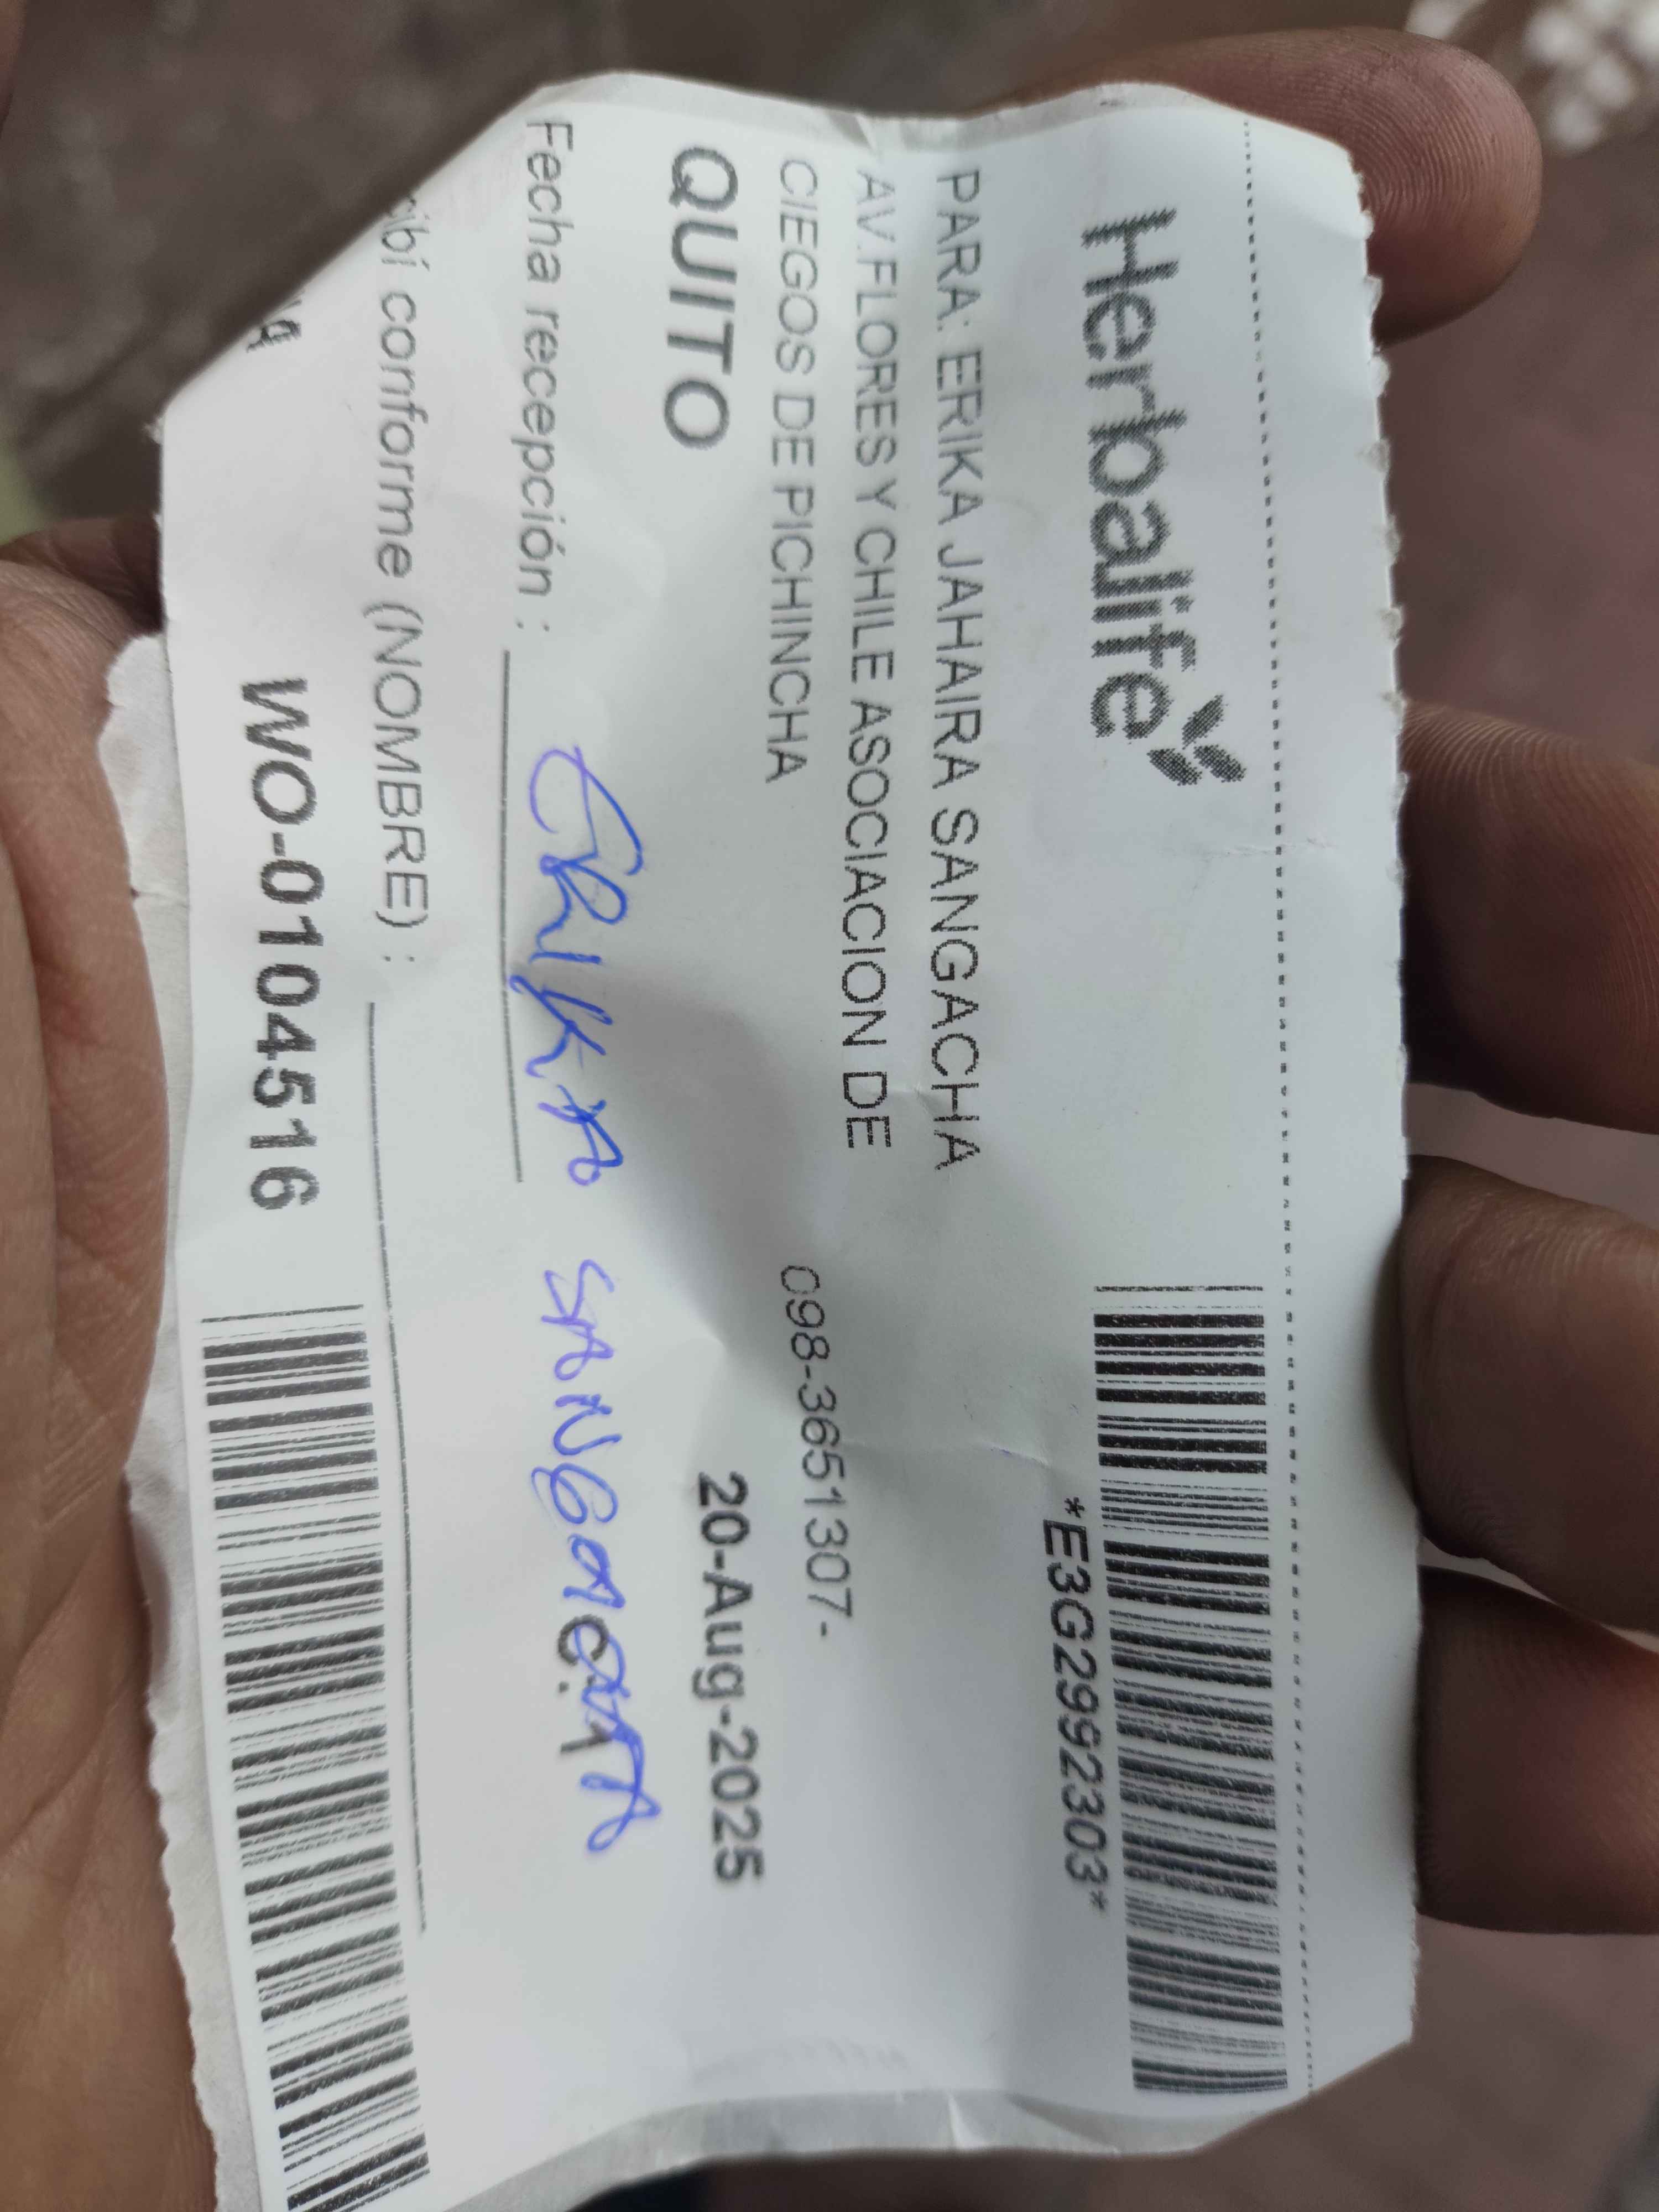 Herbalife
*E3G2992303*
PARA: ERIKA JAHAIRA SANGACHA
AV.FLORES Y CHILE ASOCIACION DE
CIEGOS DE PICHINCHA
098-3651307-
QUITO
20-Aug-2025
Fecha recepción :
ERIKA SANGACHA
C.
cibí conforme (NOMBRE) :
WO-0104516